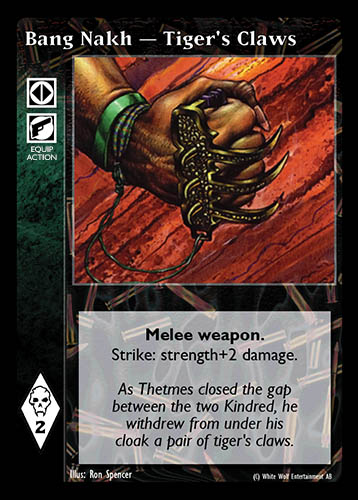 Bang Nakh — Tiger's Claws
EQUIP
ACTION
Melee weapon.
Strike: strength+2 damage.
As Thetmes closed the gap
between the two Kindred, he
withdrew from under his
cloak a pair of tiger's claws.
2
Illus: Ron Spencer
(C) White Wolf Entertainment AB